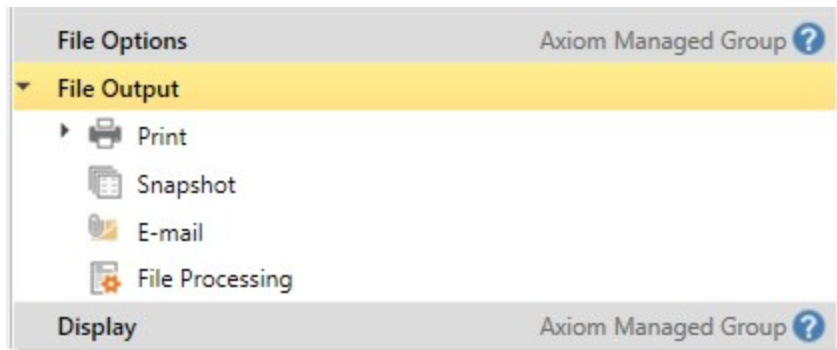 File Options Axiom Managed Group ?
File Output
Print
Snapshot
E-mail
File Processing
Display Axiom Managed Group ?